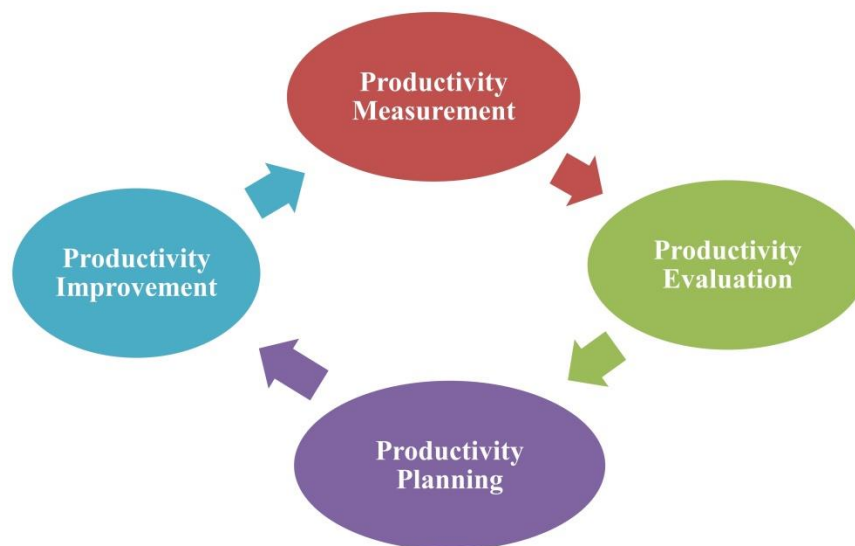 Productivity
Measurement
Productivity
Evaluation
Productivity
Planning
Productivity
Improvement